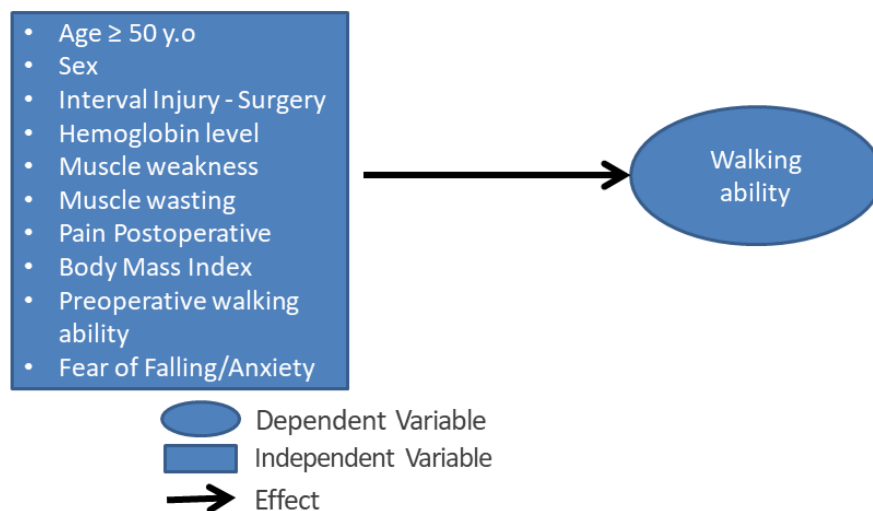 • Age ≥ 50 y.o
• Sex
• Interval Injury - Surgery
• Hemoglobin level
• Muscle weakness
• Muscle wasting
• Pain Postoperative
• Body Mass Index
• Preoperative walking
ability
• Fear of Falling/Anxiety
Walking
ability
Dependent Variable
Independent Variable
Effect